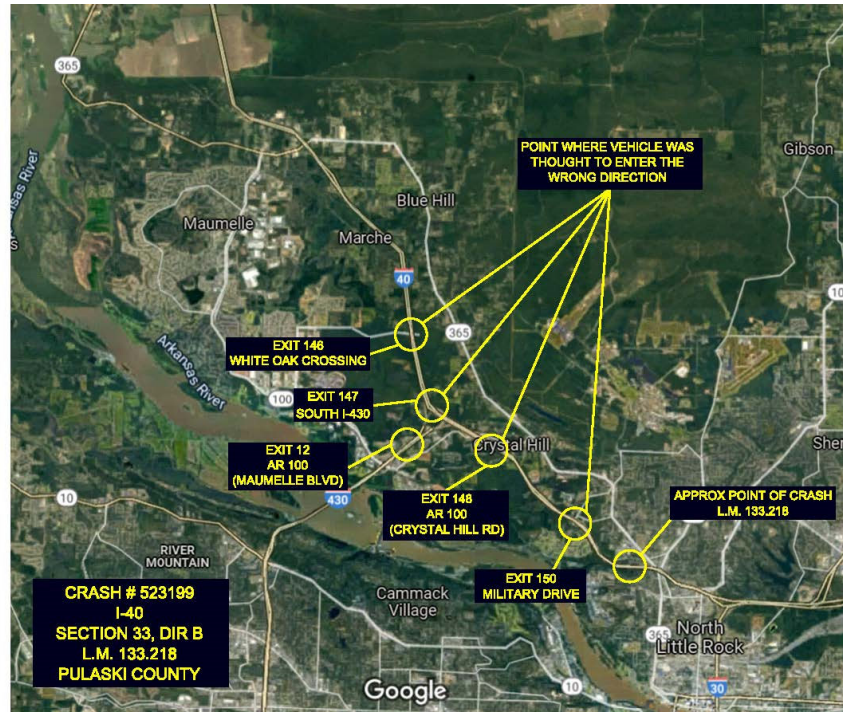 365
POINT WHERE VEHICLE WAS
THOUGHT TO ENTER THE
WRONG DIRECTION
Gibson
Arkansas River
Blue Hill
Maumelle
Marche
s
40
10
EXIT 146
WHITE OAK CROSSING
365
Arkansas River
EXIT 147
SOUTH I-430
100
Crystal Hill
Sher
EXIT 12
AR 100
(MAUMELLE BLVD)
EXIT 148
AR 100
(CRYSTAL HILL RD)
APPROX POINT OF CRASH
L.M. 133.218
10
430
RIVER
MOUNTAIN
EXIT 150
MILITARY DRIVE
CRASH # 523199
I-40
SECTION 33, DIR B
L.M. 133.218
PULASKI COUNTY
Cammack
Village
365
North
Little Rock
Google
10
30